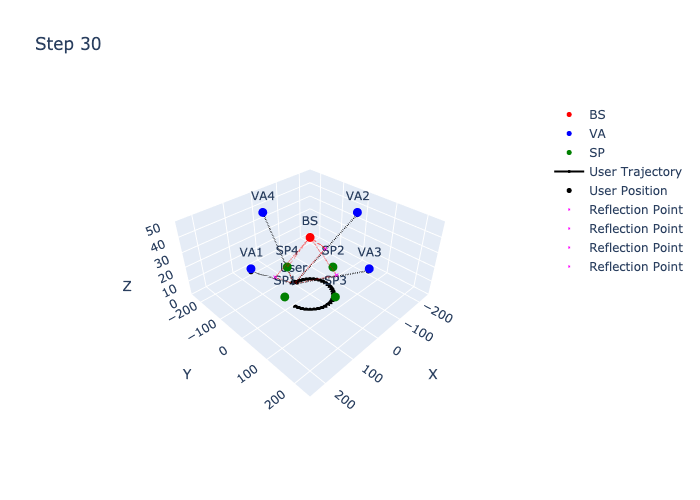 Step 30
BS
VA
SP
User Trajectory
User Position
Reflection Point
Reflection Point
Reflection Point
Reflection Point
VA4
VA2
BS
SP4
SP2
VA1
VA3
User
SP1
SP3
Z
50
40
30
20
10
0
Y
−200
−100
0
100
200
X
−200
−100
0
100
200